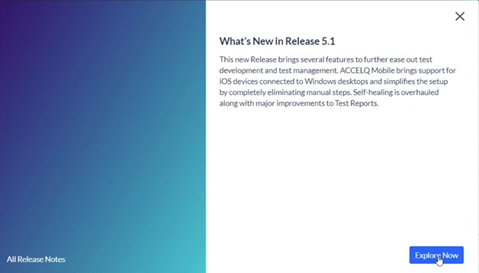 What's New in Release 5.1
This new Release brings several features to further ease out test
development and test management. ACCELQ Mobile brings support for
iOS devices connected to Windows desktops and simplifies the setup
by completely eliminating manual steps. Self-healing is overhauled
along with major improvements to Test Reports.
All Release Notes
Explore Now